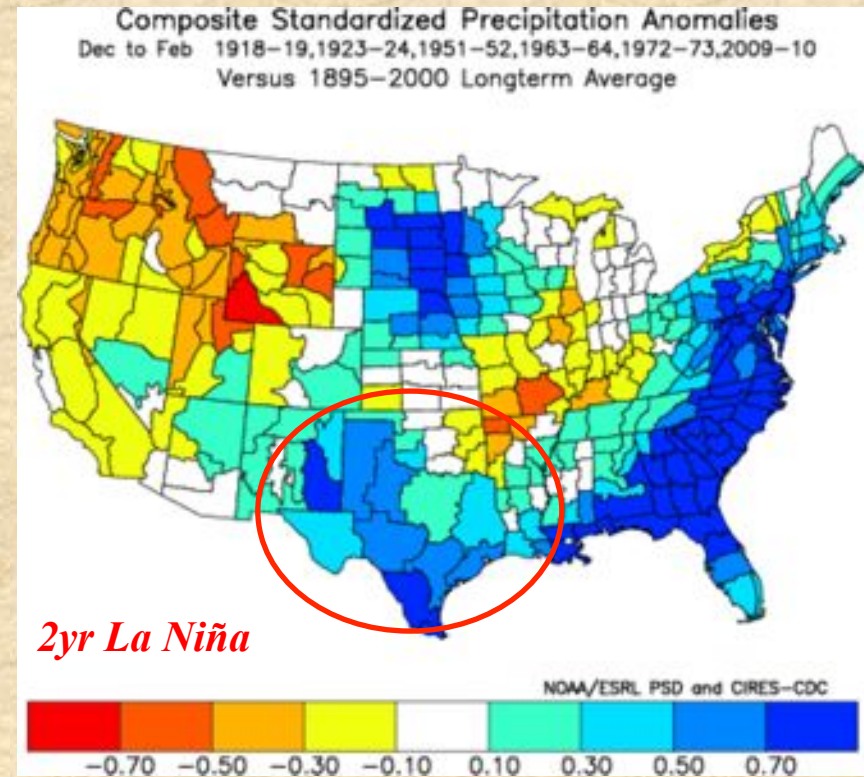 Composite Standardized Precipitation Anomalies
Dec to Feb 1918-19,1923-24,1951-52,1963-64,1972-73,2009-10
Versus 1895-2000 Longterm Average
2yr La Niña
NOAA/ESRL PSD and CIRES-CDC
-0.70 -0.50 -0.30 -0.10 0.10 0.30 0.50 0.70